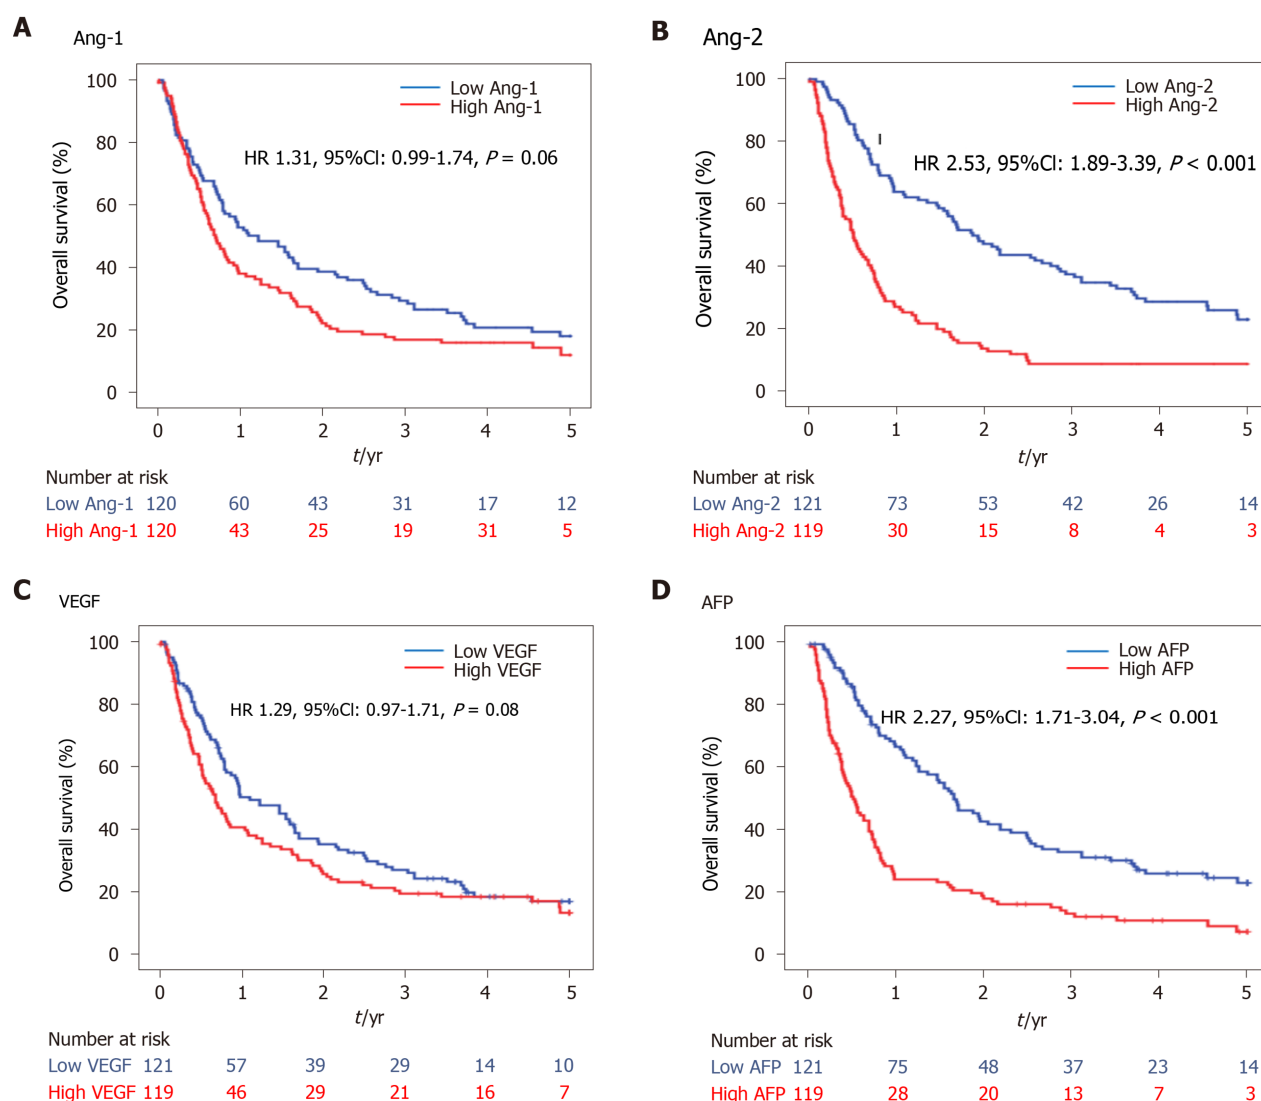 A
Ang-1
100
80
60
40
20
0
Overall survival (%)
Low Ang-1
High Ang-1
HR 1.31, 95%CI: 0.99-1.74, P = 0.06
0 1 2 3 4 5
t/yr
Number at risk
Low Ang-1 120 60 43 31 17 12
High Ang-1 120 43 25 19 31 5
B
Ang-2
100
80
60
40
20
0
Overall survival (%)
Low Ang-2
High Ang-2
I
HR 2.53, 95%CI: 1.89-3.39, P < 0.001
0 1 2 3 4 5
t/yr
Number at risk
Low Ang-2 121 73 53 42 26 14
High Ang-2 119 30 15 8 4 3
C
VEGF
100
80
60
40
20
0
Overall survival (%)
Low VEGF
High VEGF
HR 1.29, 95%CI: 0.97-1.71, P = 0.08
0 1 2 3 4 5
t/yr
Number at risk
Low VEGF 121 57 39 29 14 10
High VEGF 119 46 29 21 16 7
D
AFP
100
80
60
40
20
0
Overall survival (%)
Low AFP
High AFP
HR 2.27, 95%CI: 1.71-3.04, P < 0.001
0 1 2 3 4 5
t/yr
Number at risk
Low AFP 121 75 48 37 23 14
High AFP 119 28 20 13 7 3